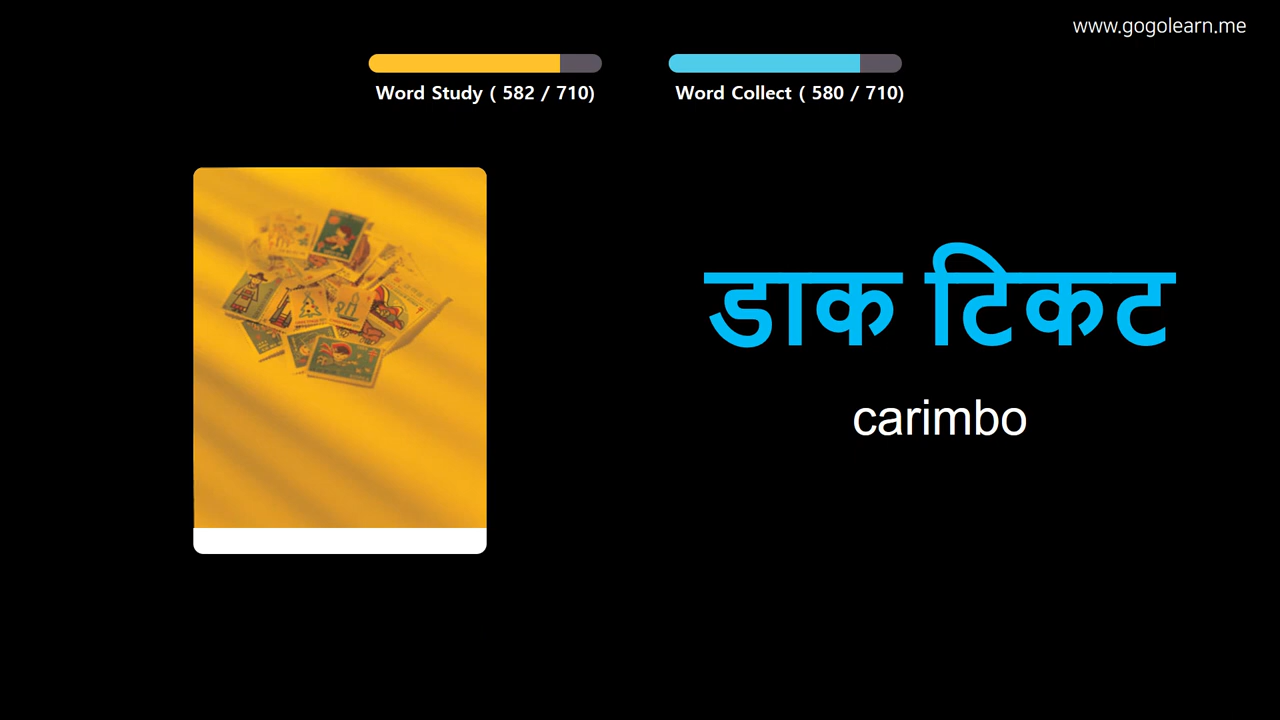 www.gogolearn.me
Word Study ( 582 / 710)
Word Collect ( 580 / 710)
डाक टिकट
carimbo